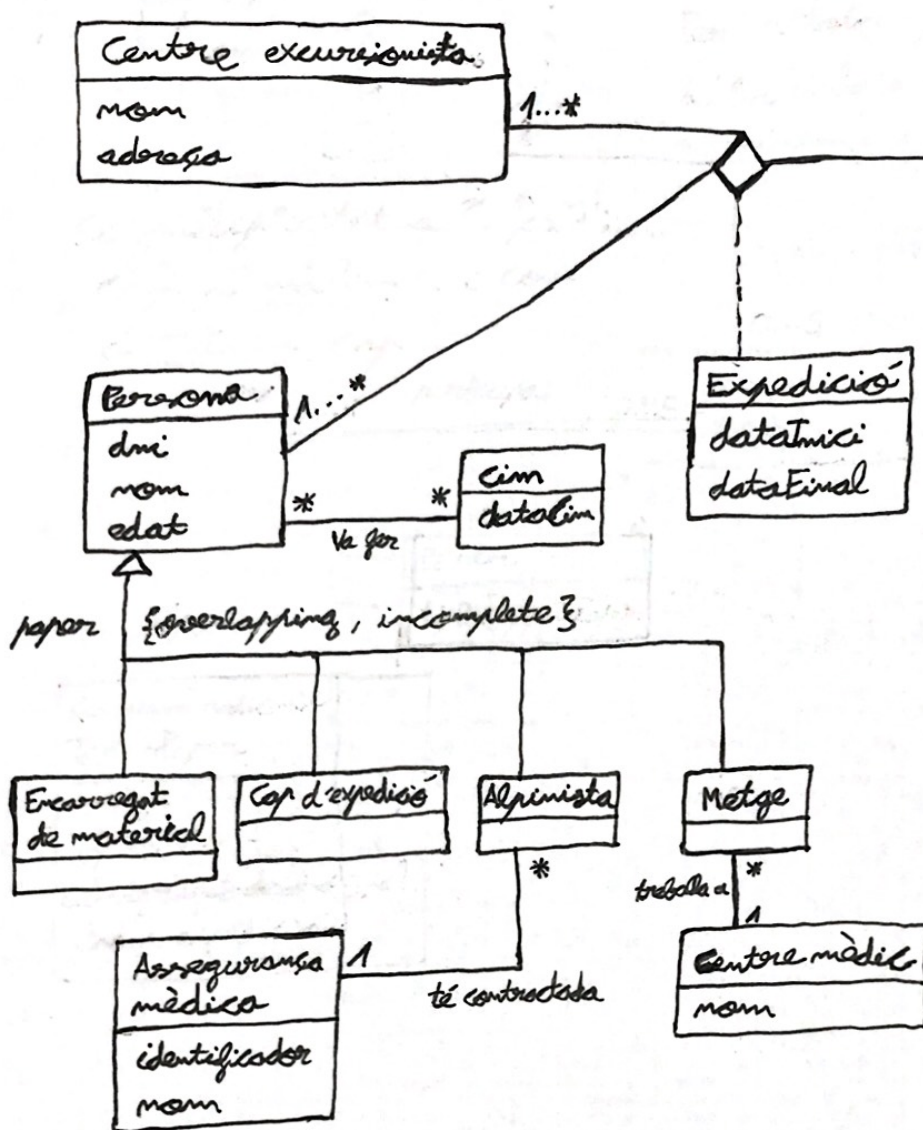 Centre excursionista
nom
adreça
1...*
Persona
dni
nom
edat
1...*
*
*
Va fer
cim
dataCim
Expedició
dataInici
dataFinal
paper
{overlapping, incomplete}
Encarregat
de material
Cap d'expedició
Alpinista
Metge
*
té contractada
1
Assegurança
mèdica
identificador
nom
*
treballa a
1
Centre mèdic
nom